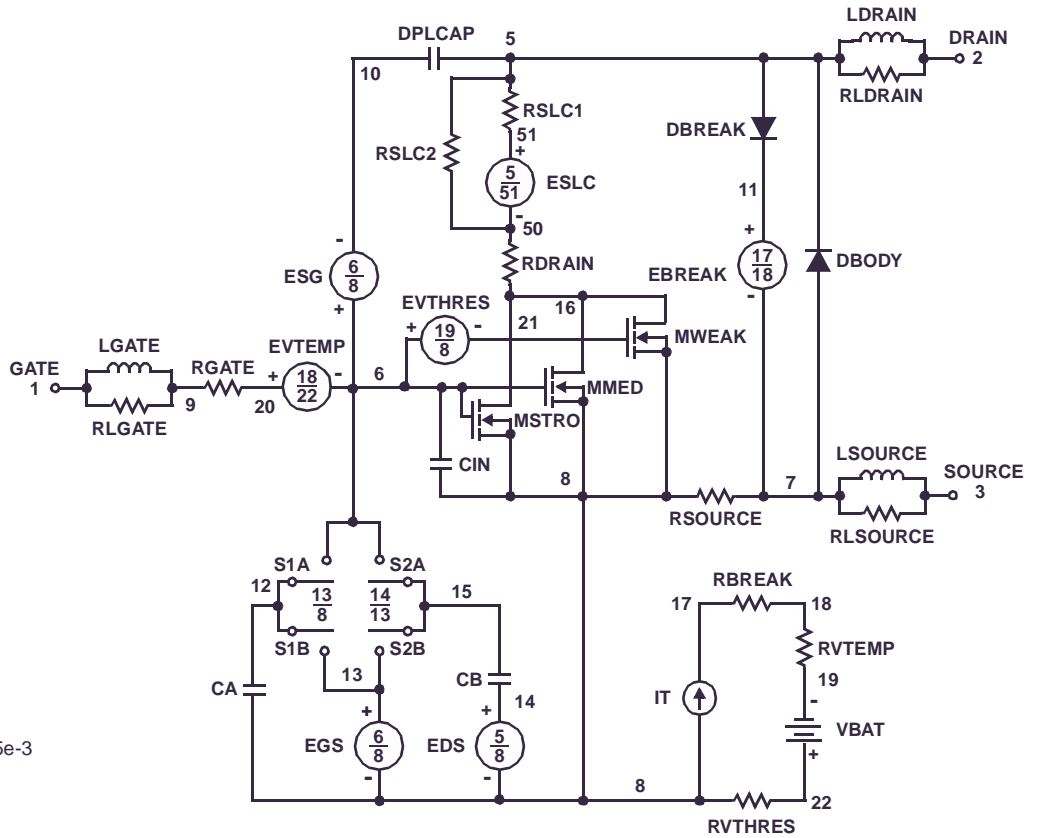 LDRAIN
DPLCAP
5
DRAIN
2
10
RLDRAIN
RSLC1
51
DBREAK
RSLC2
+
5
51
ESLC
-
50
11
RDRAIN
-
ESG
6
8
+
+
EBREAK
17
18
-
DBODY
EVTHRES
+
19
8
-
21
16
MWEAK
LGATE
EVTEMP
GATE
1
RGATE
+
18
22
-
6
9
20
RLGATE
MMED
MSTRO
CIN
8
7
LSOURCE
SOURCE
3
RSOURCE
RLSOURCE
S1A
S2A
12
13
8
14
13
15
S1B
S2B
13
CA
CB
14
+
EGS
6
8
-
+
EDS
5
8
-
RBREAK
17
18
RVTEMP
19
IT
-
VBAT
+
8
22
RVTHRES
5e-3